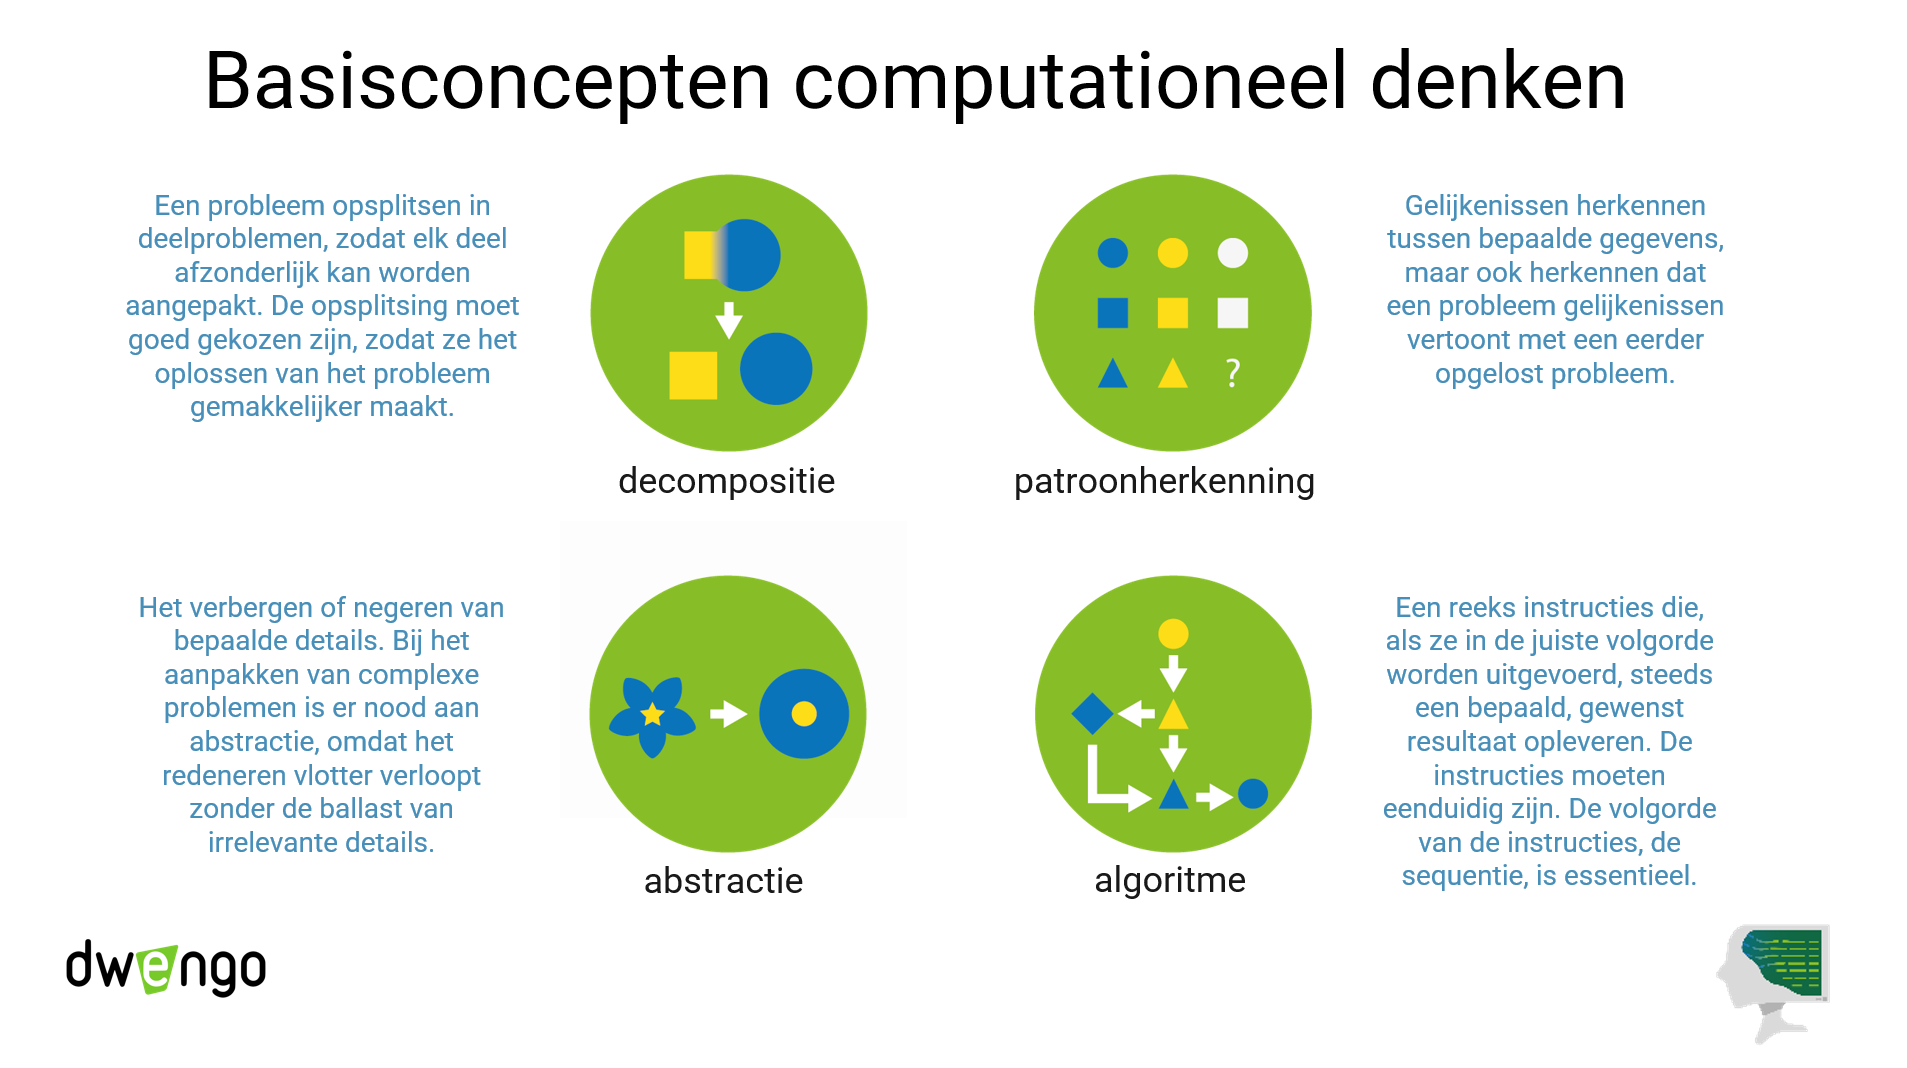 Basisconcepten computationeel denken
Een probleem opsplitsen in
deelproblemen, zodat elk deel
afzonderlijk kan worden
aangepakt. De opsplitsing moet
goed gekozen zijn, zodat ze het
oplossen van het probleem
gemakkelijker maakt.
?
decompositie
patroonherkenning
Gelijkenissen herkennen
tussen bepaalde gegevens,
maar ook herkennen dat
een probleem gelijkenissen
vertoont met een eerder
opgelost probleem.
Het verbergen of negeren van
bepaalde details. Bij het
aanpakken van complexe
problemen is er nood aan
abstractie, omdat het
redeneren vlotter verloopt
zonder de ballast van
irrelevante details.
abstractie
algoritme
Een reeks instructies die,
als ze in de juiste volgorde
worden uitgevoerd, steeds
een bepaald, gewenst
resultaat opleveren. De
instructies moeten
eenduidig zijn. De volgorde
van de instructies, de
sequentie, is essentieel.
dwengo